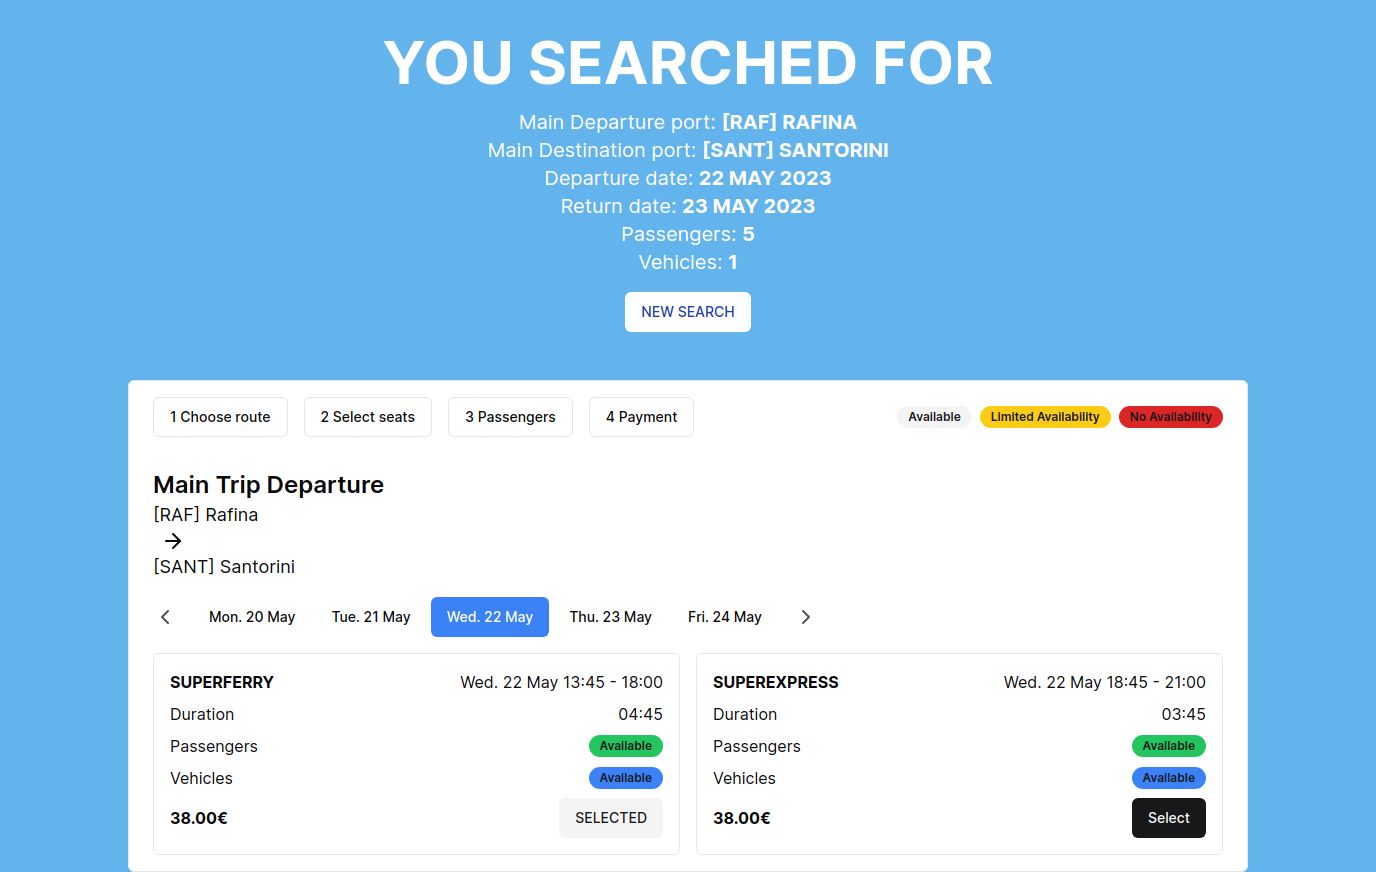 YOU SEARCHED FOR
Main Departure port: [RAF] RAFINA
Main Destination port: [SANT] SANTORINI
Departure date: 22 MAY 2023
Return date: 23 MAY 2023
Passengers: 5
Vehicles: 1
NEW SEARCH
1 Choose route 2 Select seats 3 Passengers 4 Payment Available Limited Availability No Availability
Main Trip Departure
[RAF] Rafina
[SANT] Santorini
Mon. 20 May Tue. 21 May Wed. 22 May Thu. 23 May Fri. 24 May
SUPERFERRY Wed. 22 May 13:45 - 18:00
Duration 04:45
Passengers Available
Vehicles Available
38.00€ SELECTED
SUPEREXPRESS Wed. 22 May 18:45 - 21:00
Duration 03:45
Passengers Available
Vehicles Available
38.00€ Select